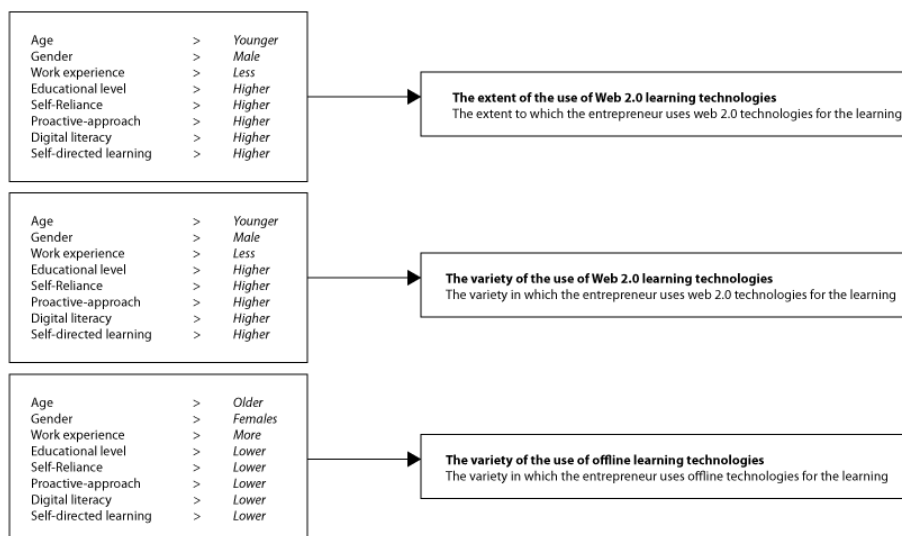 Age > Younger
Gender > Male
Work experience > Less
Educational level > Higher
Self-Reliance > Higher
Proactive-approach > Higher
Digital literacy > Higher
Self-directed learning > Higher
The extent of the use of Web 2.0 learning technologies
The extent to which the entrepreneur uses web 2.0 technologies for the learning
Age > Younger
Gender > Male
Work experience > Less
Educational level > Higher
Self-Reliance > Higher
Proactive-approach > Higher
Digital literacy > Higher
Self-directed learning > Higher
The variety of the use of Web 2.0 learning technologies
The variety in which the entrepreneur uses web 2.0 technologies for the learning
Age > Older
Gender > Females
Work experience > More
Educational level > Lower
Self-Reliance > Lower
Proactive-approach > Lower
Digital literacy > Lower
Self-directed learning > Lower
The variety of the use of offline learning technologies
The variety in which the entrepreneur uses offline technologies for the learning